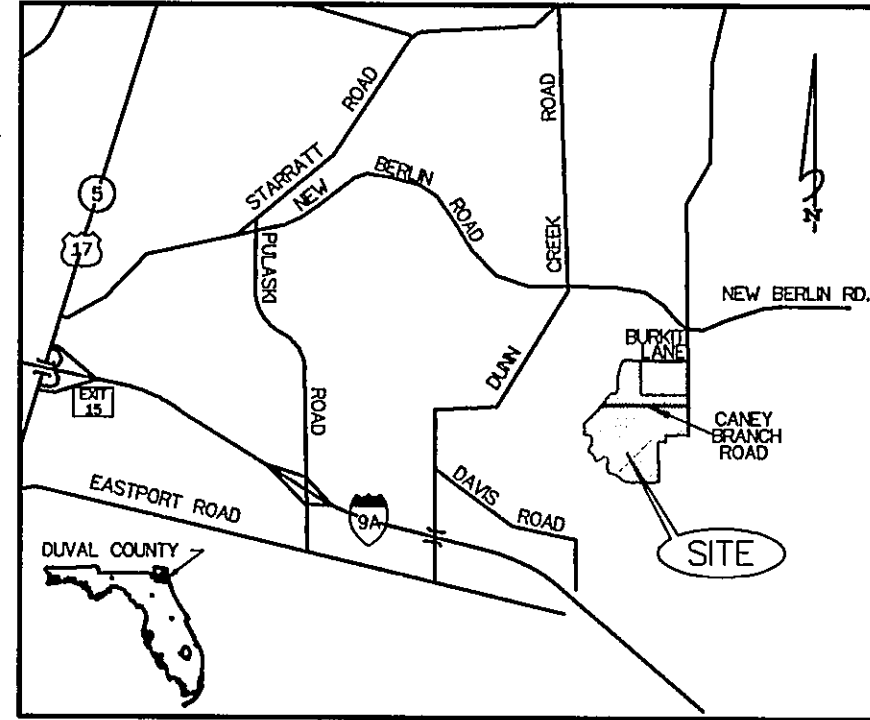 STARRATT ROAD
NEW BERLIN ROAD
DUNN CREEK ROAD
5
17
PULASKI ROAD
N
NEW BERLIN RD.
BURKIT
LANE
EXIT
15
CANEY
BRANCH
ROAD
EASTPORT ROAD
9A
DAVIS ROAD
SITE
DUVAL COUNTY